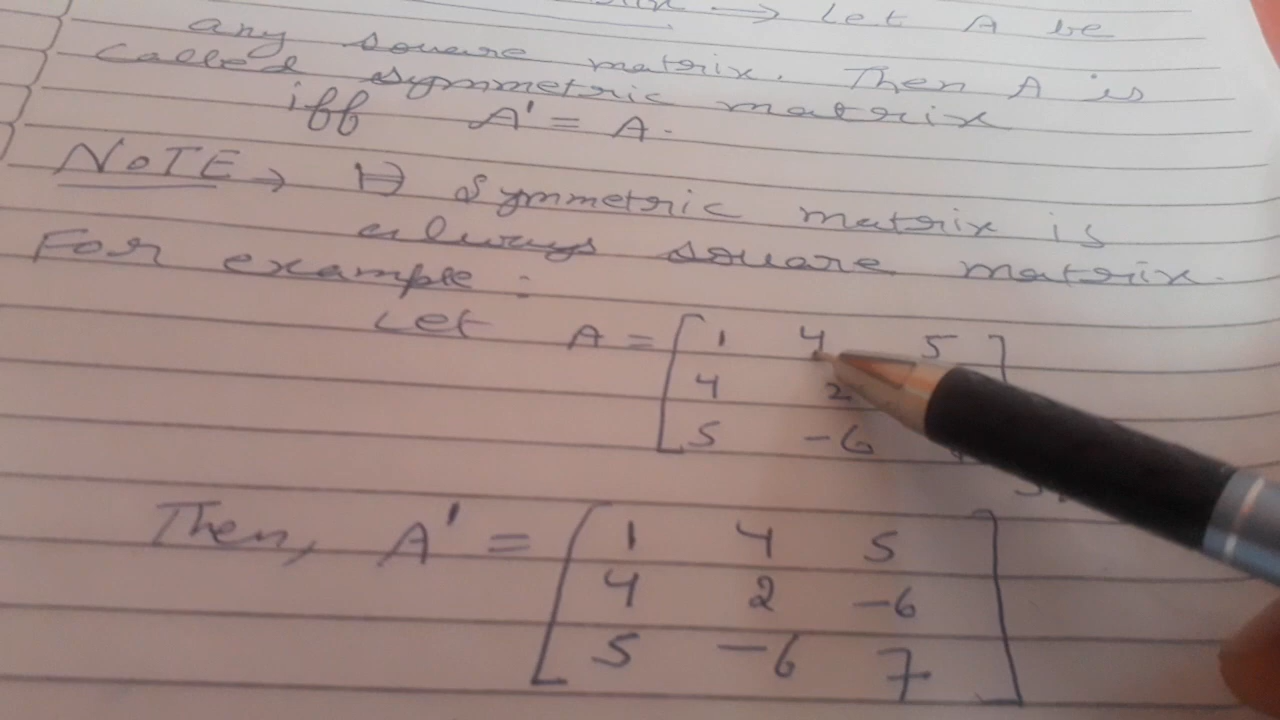 → Let A be
any square matrix. Then A is
called symmetric matrix
iff A' = A.
NOTE → 1) Symmetric matrix is
always square matrix.
For example :
Let A = [ 1 4 5
4 2
5 -6
Then, A' = [ 1 4 5
4 2 -6
5 -6 7 ]